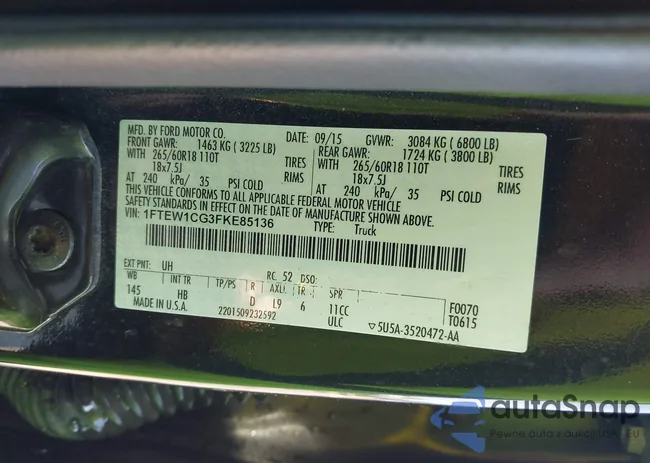 MFD. BY FORD MOTOR CO.
DATE: 09/15 GVWR: 3084 KG ( 6800 LB)
FRONT GAWR: 1463 KG ( 3225 LB) REAR GAWR: 1724 KG ( 3800 LB)
WITH 265/60R18 110T TIRES WITH 265/60R18 110T TIRES
18x7.5J RIMS 18x7.5J RIMS
AT 240 kPa/ 35 PSI COLD AT 240 kPa/ 35 PSI COLD
THIS VEHICLE CONFORMS TO ALL APPLICABLE FEDERAL MOTOR VEHICLE
SAFETY STANDARDS IN EFFECT ON THE DATE OF MANUFACTURE SHOWN ABOVE.
VIN: 1FTEW1CG3FKE85136 TYPE: Truck
EXT PNT: UH RC: 52 DSO:
WB INT TR TP/PS R AXLE TR SPR
145 HB D L9 6 11CC F0070
MADE IN U.S.A. 2201509232592 ULC T0615
5U5A-3520472-AA
autoSnap
Pewne auta z aukcji USA - EU